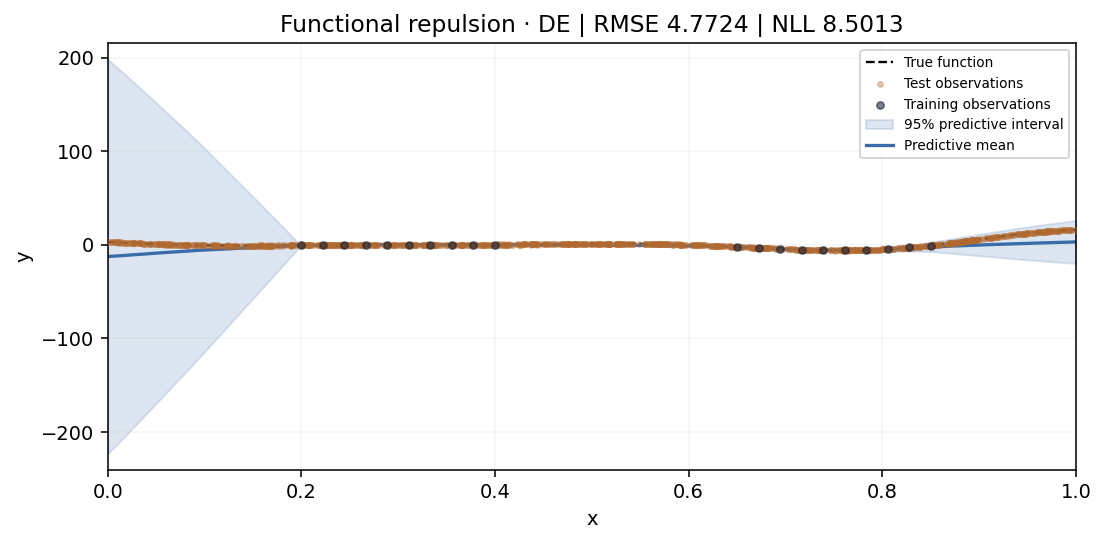 Functional repulsion · DE | RMSE 4.7724 | NLL 8.5013
True function
Test observations
Training observations
95% predictive interval
Predictive mean
200
100
0
−100
−200
y
0.0 0.2 0.4 0.6 0.8 1.0
x